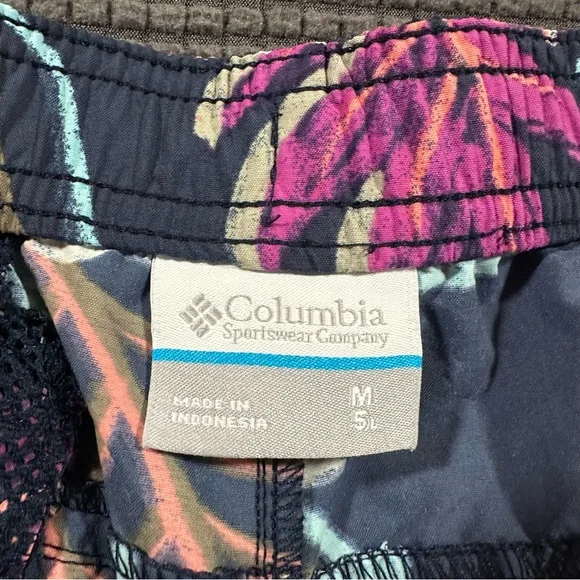 Columbia
Sportswear Company
MADE IN
INDONESIA
M
5L